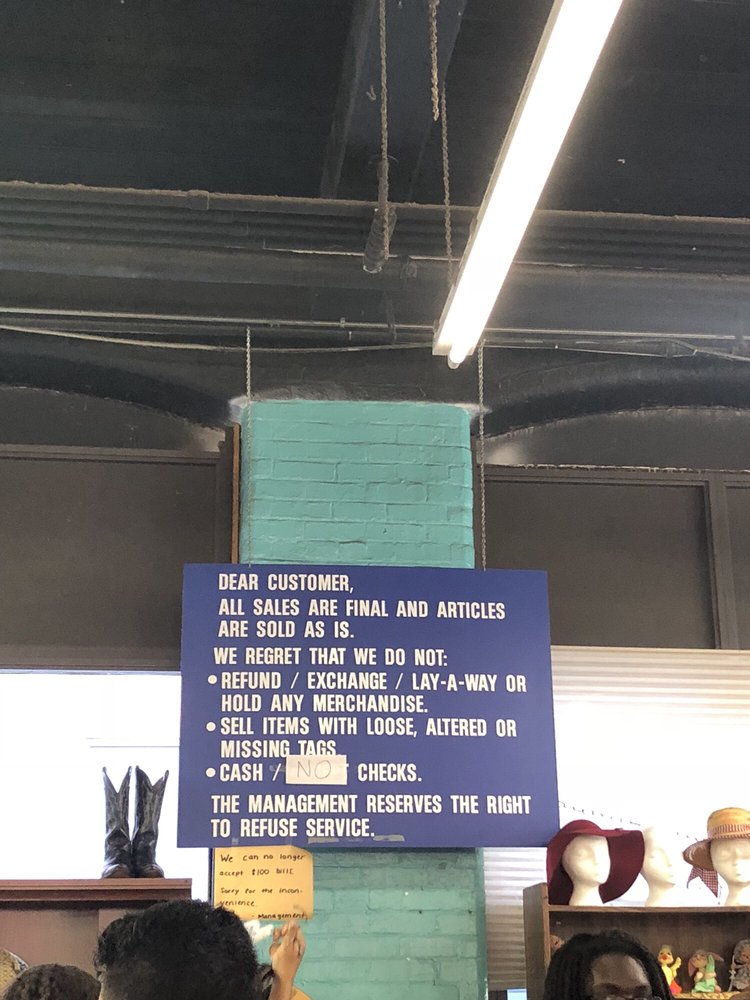 DEAR CUSTOMER,
ALL SALES ARE FINAL AND ARTICLES
ARE SOLD AS IS.
WE REGRET THAT WE DO NOT:
• REFUND / EXCHANGE / LAY-A-WAY OR
HOLD ANY MERCHANDISE.
• SELL ITEMS WITH LOOSE, ALTERED OR
MISSING TAGS.
• CASH / NO CHECKS.
THE MANAGEMENT RESERVES THE RIGHT
TO REFUSE SERVICE.
We can no longer
accept $100 bills.
Sorry for the incon-
venience.
- Management